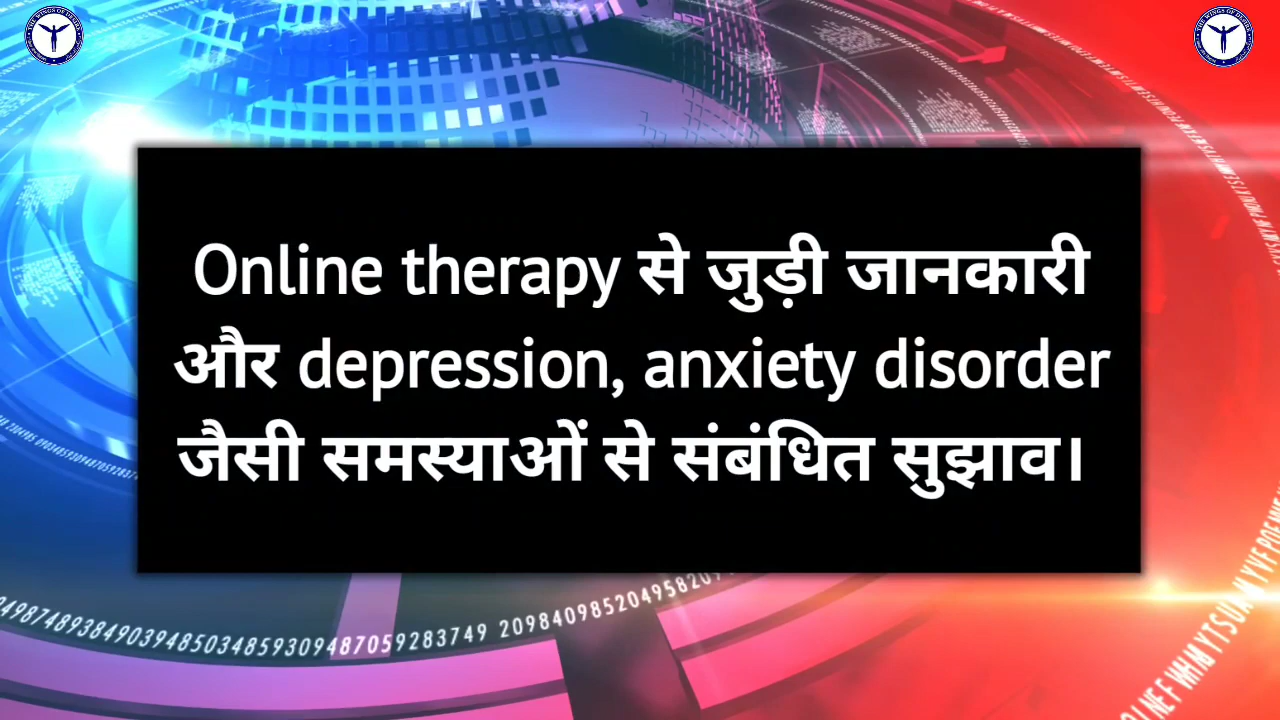 Online therapy से जुड़ी जानकारी
और depression, anxiety disorder
जैसी समस्याओं से संबंधित सुझाव।